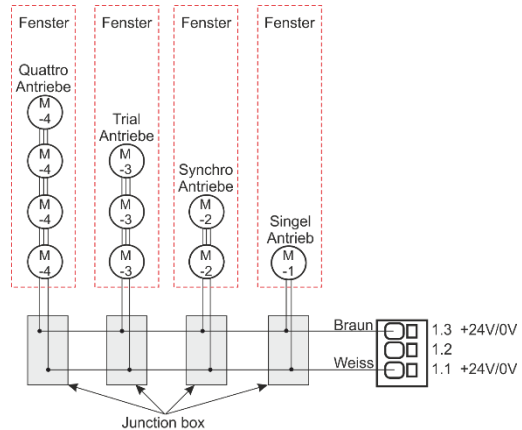 Fenster
Fenster
Fenster
Fenster
Quattro
Antriebe
M
-4
M
-4
M
-4
M
-4
Trial
Antriebe
M
-3
M
-3
M
-3
Synchro
Antriebe
M
-2
M
-2
Singel
Antrieb
M
-1
Braun
1.3 +24V/0V
1.2
Weiss
1.1 +24V/0V
Junction box